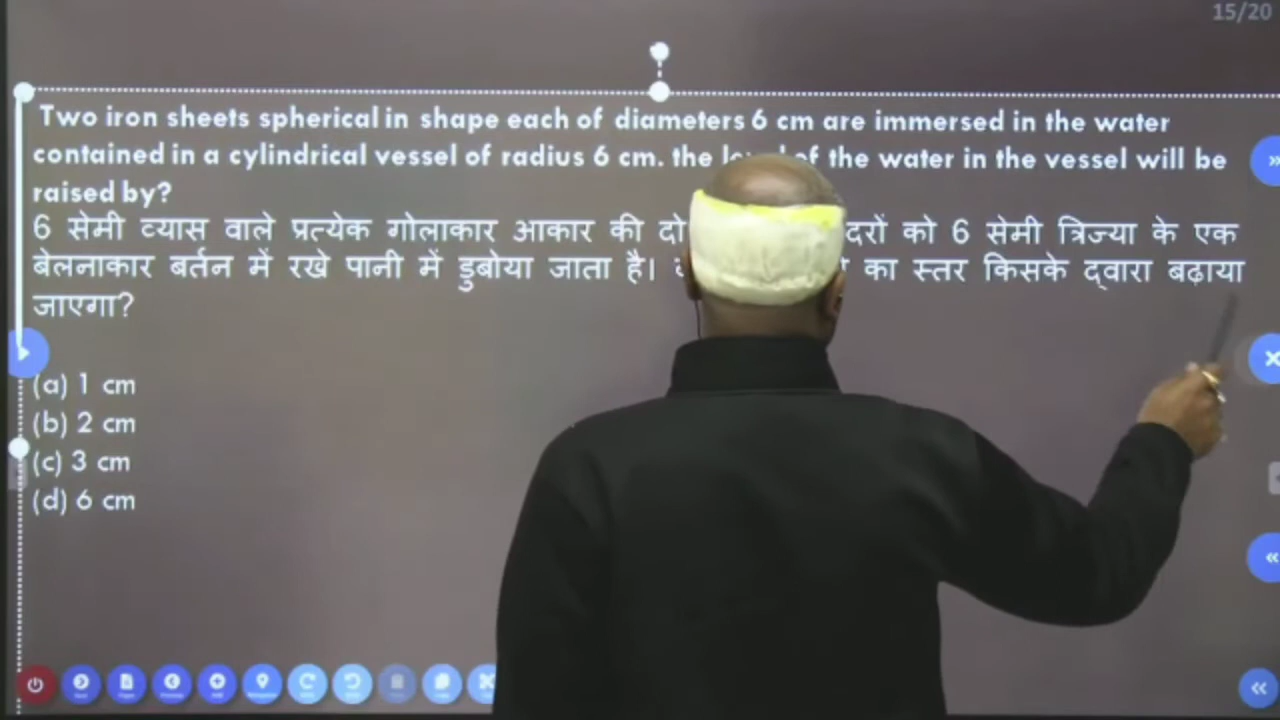 15/20
Two iron sheets spherical in shape each of diameters 6 cm are immersed in the water
contained in a cylindrical vessel of radius 6 cm. the of the water in the vessel will be
raised by?
6 सेमी व्यास वाले प्रत्येक गोलाकार आकार की दो को 6 सेमी त्रिज्या के एक
बेलनाकार बर्तन में रखे पानी में डुबोया जाता है। का स्तर किसके द्वारा बढ़ाया
जाएगा?
(a) 1 cm
(b) 2 cm
(c) 3 cm
(d) 6 cm